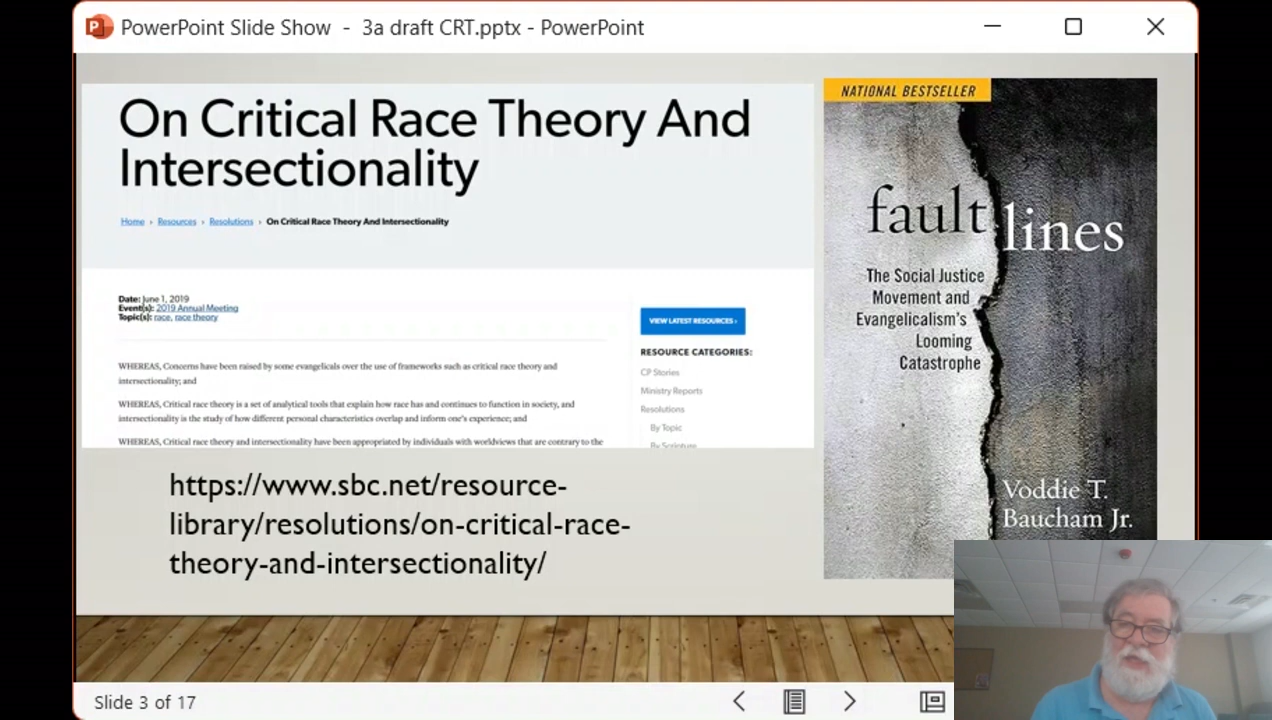 PowerPoint Slide Show - 3a draft CRT.pptx - PowerPoint
On Critical Race Theory And
Intersectionality
Home › Resources › Resolutions › On Critical Race Theory And Intersectionality
Date: June 1, 2019
Event(s): 2019 Annual Meeting
Topic(s): race, race theory
WHEREAS, Concerns have been raised by some evangelicals over the use of frameworks such as critical race theory and
intersectionality; and
WHEREAS, Critical race theory is a set of analytical tools that explain how race has and continues to function in society, and
intersectionality is the study of how different personal characteristics overlap and inform one's experience; and
WHEREAS, Critical race theory and intersectionality have been appropriated by individuals with worldviews that are contrary to the
VIEW LATEST RESOURCES ›
RESOURCE CATEGORIES:
CP Stories
Ministry Reports
Resolutions
By Topic
By Scripture
https://www.sbc.net/resource-
library/resolutions/on-critical-race-
theory-and-intersectionality/
NATIONAL BESTSELLER
fault lines
The Social Justice
Movement and
Evangelicalism's
Looming
Catastrophe
Voddie T.
Baucham Jr.
Slide 3 of 17